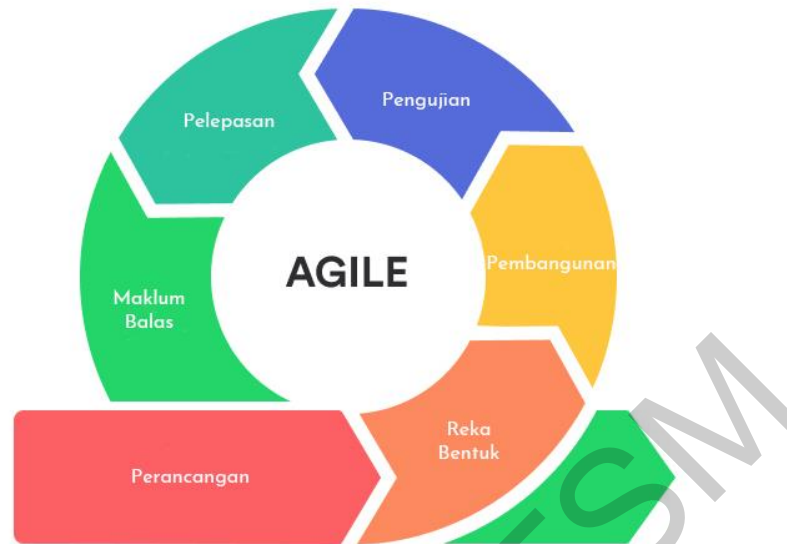 Pelepasan
Pengujian
AGILE
Pembangunan
Maklum
Balas
Reka
Bentuk
Perancangan